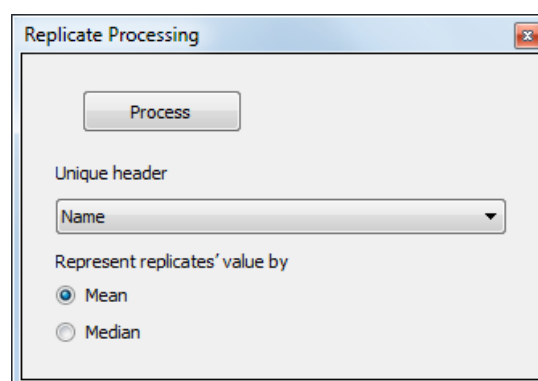 Replicate Processing
Process
Unique header
Name
Represent replicates' value by
Mean
Median